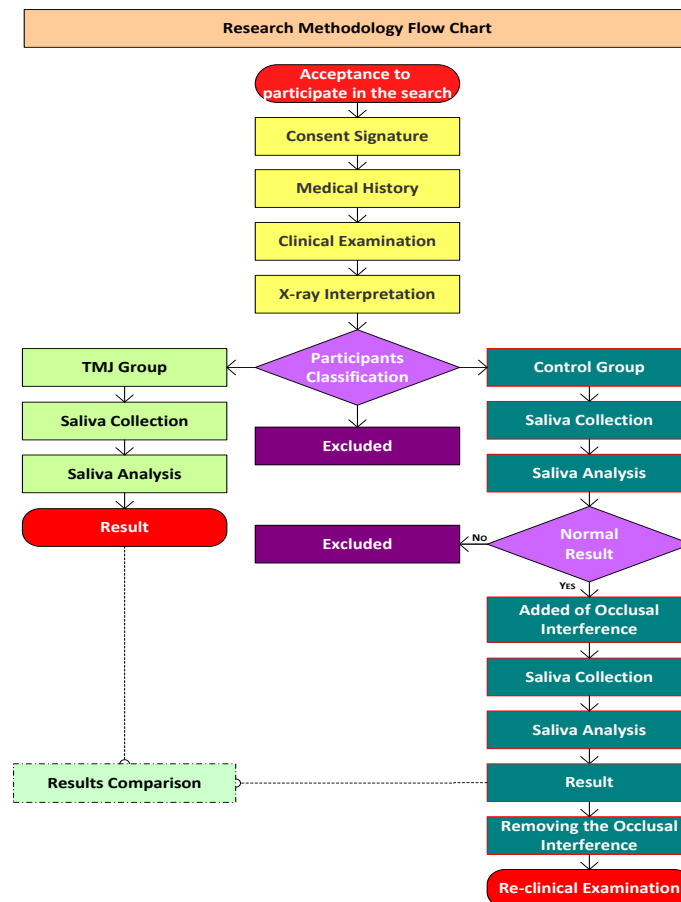 Research Methodology Flow Chart
Acceptance to
participate in the search
Consent Signature
Medical History
Clinical Examination
X-ray Interpretation
Participants
Classification
TMJ Group
Control Group
Saliva Collection
Saliva Collection
Excluded
Saliva Analysis
Saliva Analysis
Result
Excluded
No
Normal
Result
Yes
Added of Occlusal
Interference
Saliva Collection
Saliva Analysis
Results Comparison
Result
Removing the Occlusal
Interference
Re-clinical Examination